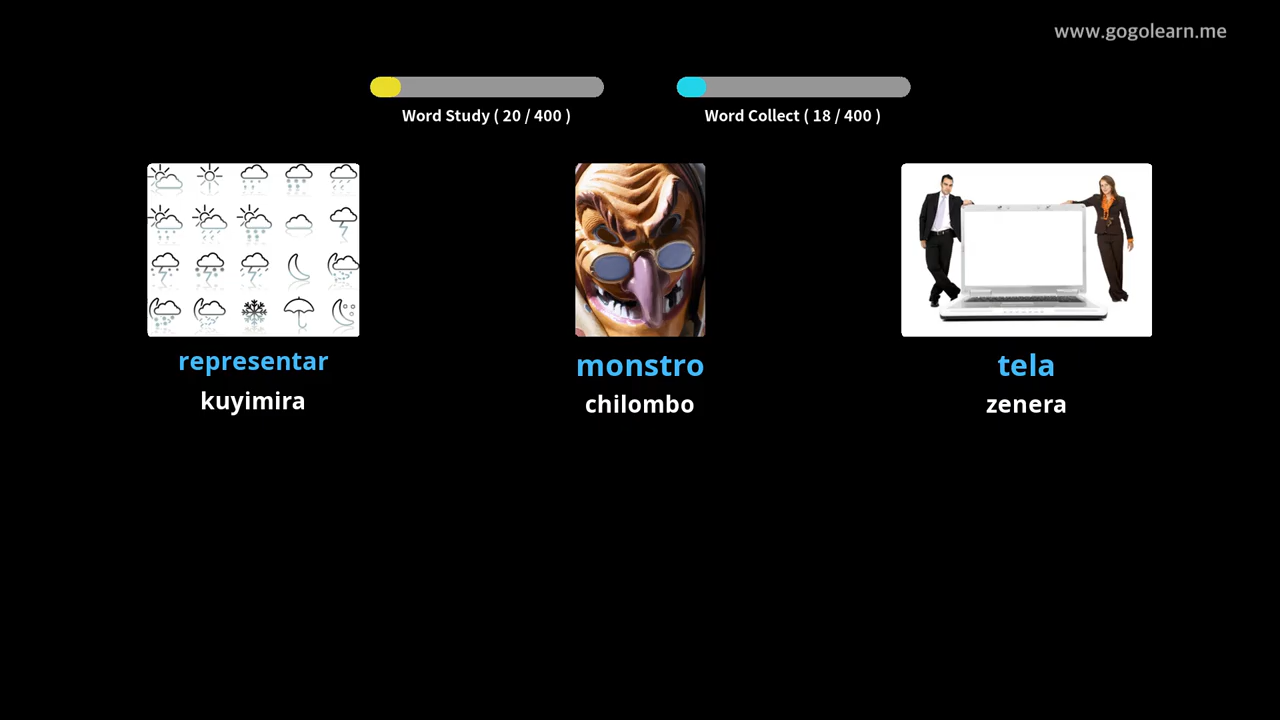 www.gogolearn.me
Word Study ( 20 / 400 )
Word Collect ( 18 / 400 )
representar
kuyimira
monstro
chilombo
tela
zenera